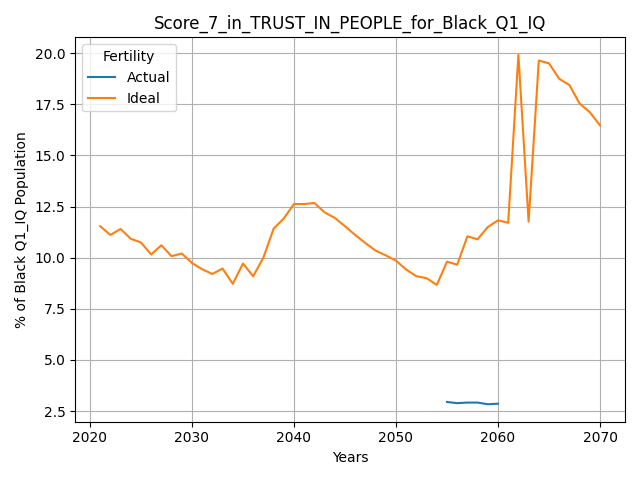 Score_7_in_TRUST_IN_PEOPLE_for_Black_Q1_IQ
Fertility
Actual
Ideal
% of Black Q1_IQ Population
20.0
17.5
15.0
12.5
10.0
7.5
5.0
2.5
2020 2030 2040 2050 2060 2070
Years